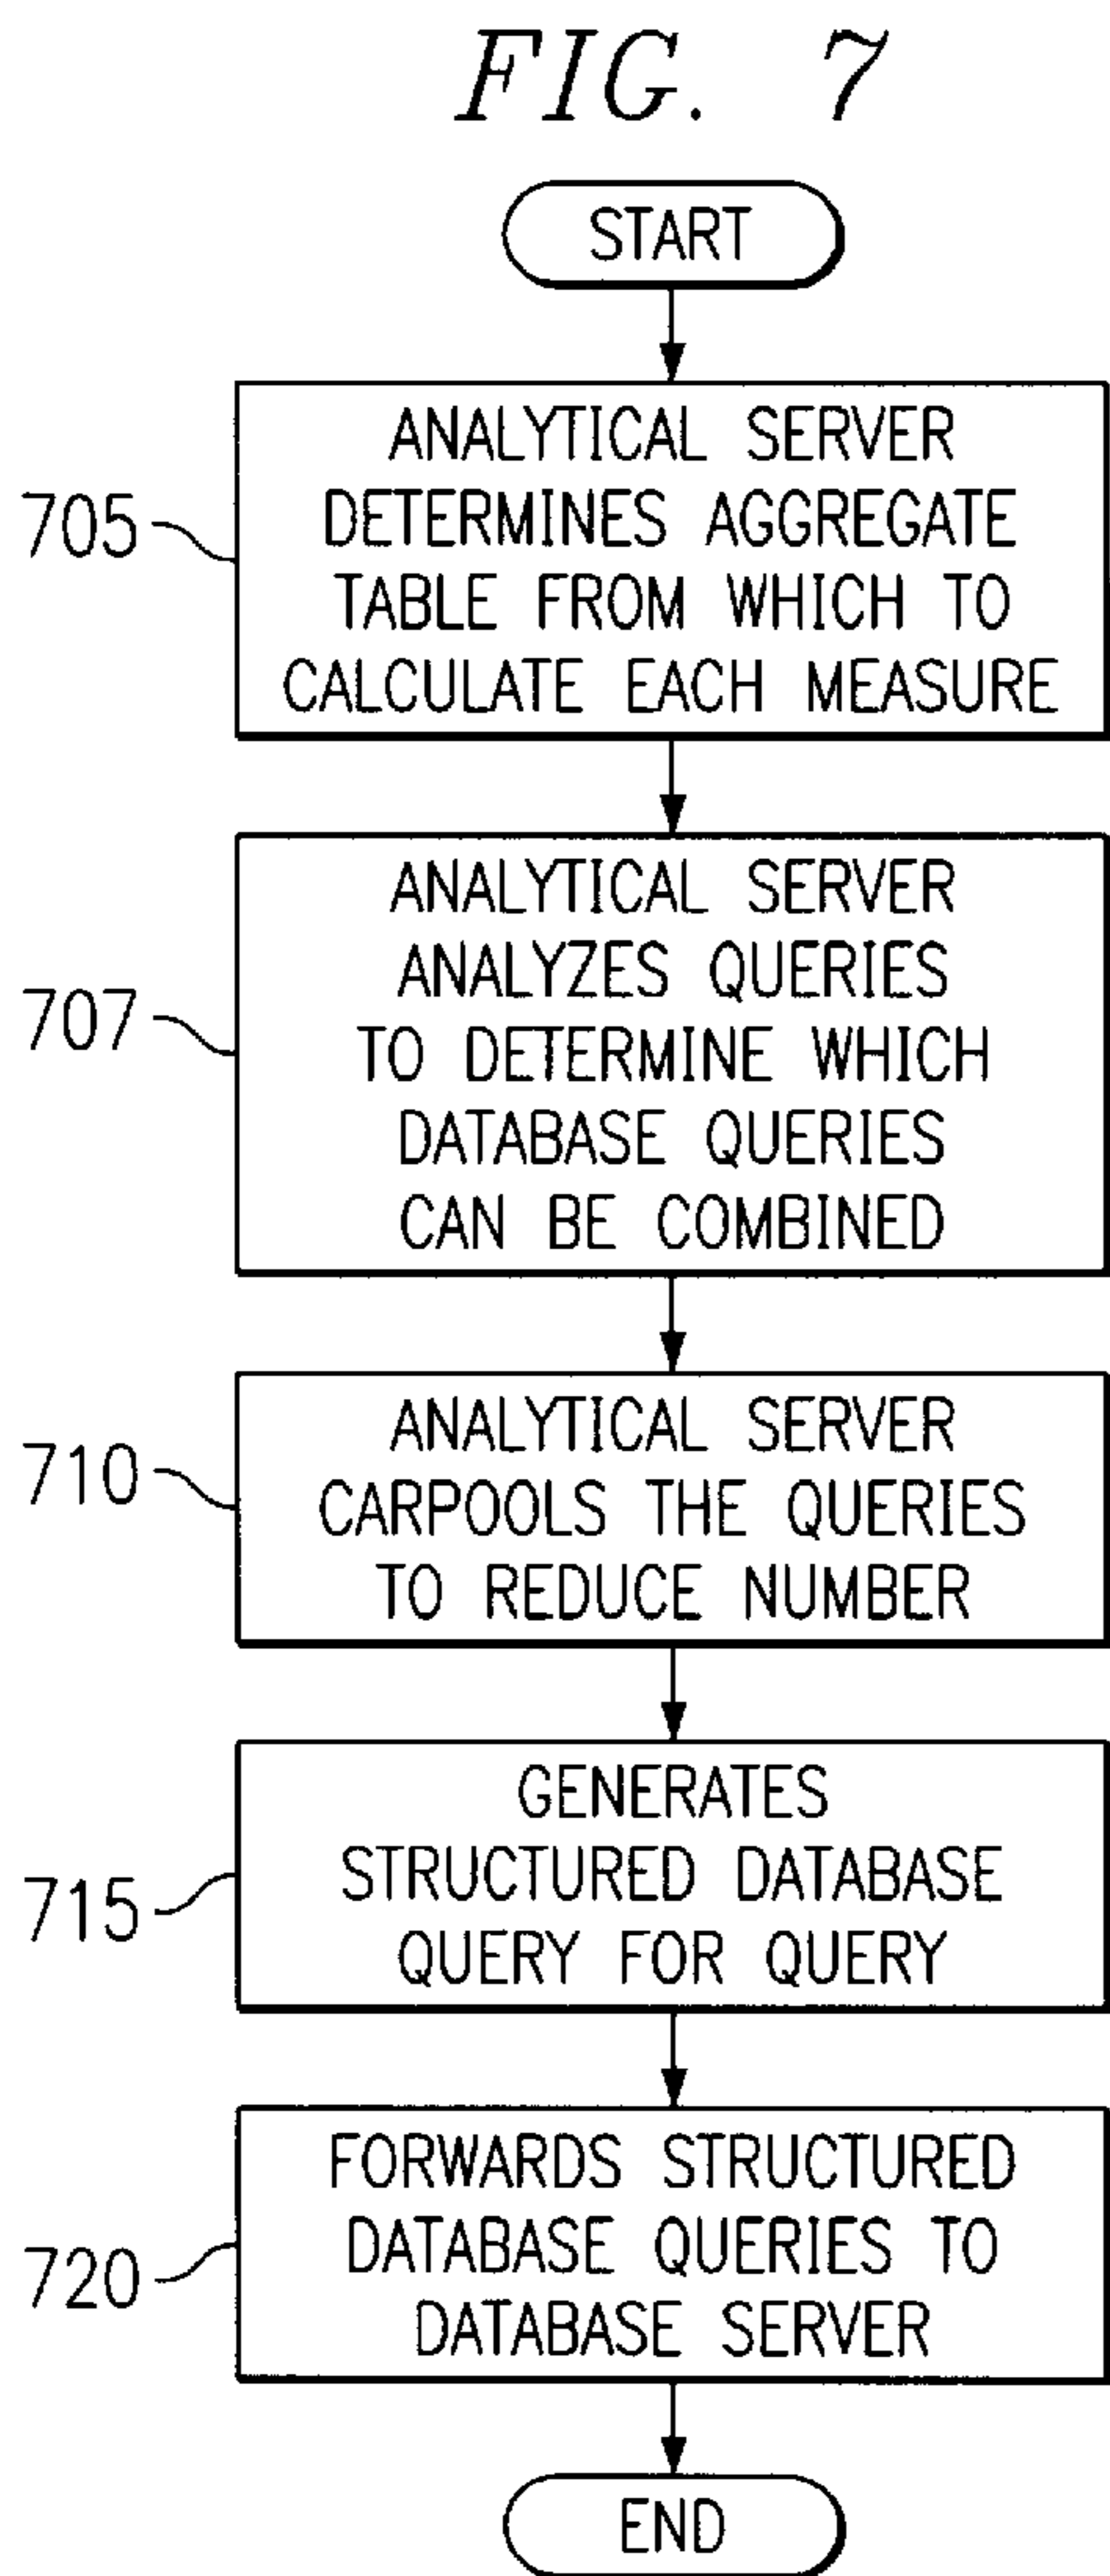 FIG. 7
START
705
ANALYTICAL SERVER
DETERMINES AGGREGATE
TABLE FROM WHICH TO
CALCULATE EACH MEASURE
707
ANALYTICAL SERVER
ANALYZES QUERIES
TO DETERMINE WHICH
DATABASE QUERIES
CAN BE COMBINED
710
ANALYTICAL SERVER
CARPOOLS THE QUERIES
TO REDUCE NUMBER
715
GENERATES
STRUCTURED DATABASE
QUERY FOR QUERY
720
FORWARDS STRUCTURED
DATABASE QUERIES TO
DATABASE SERVER
END